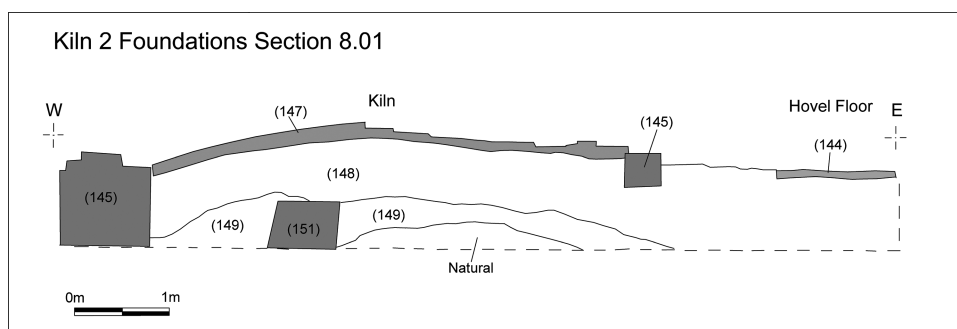 Kiln 2 Foundations Section 8.01
W
Kiln
Hovel Floor
E
(147)
(145)
(144)
(148)
(145)
(149)
(151)
(149)
Natural
0m 1m